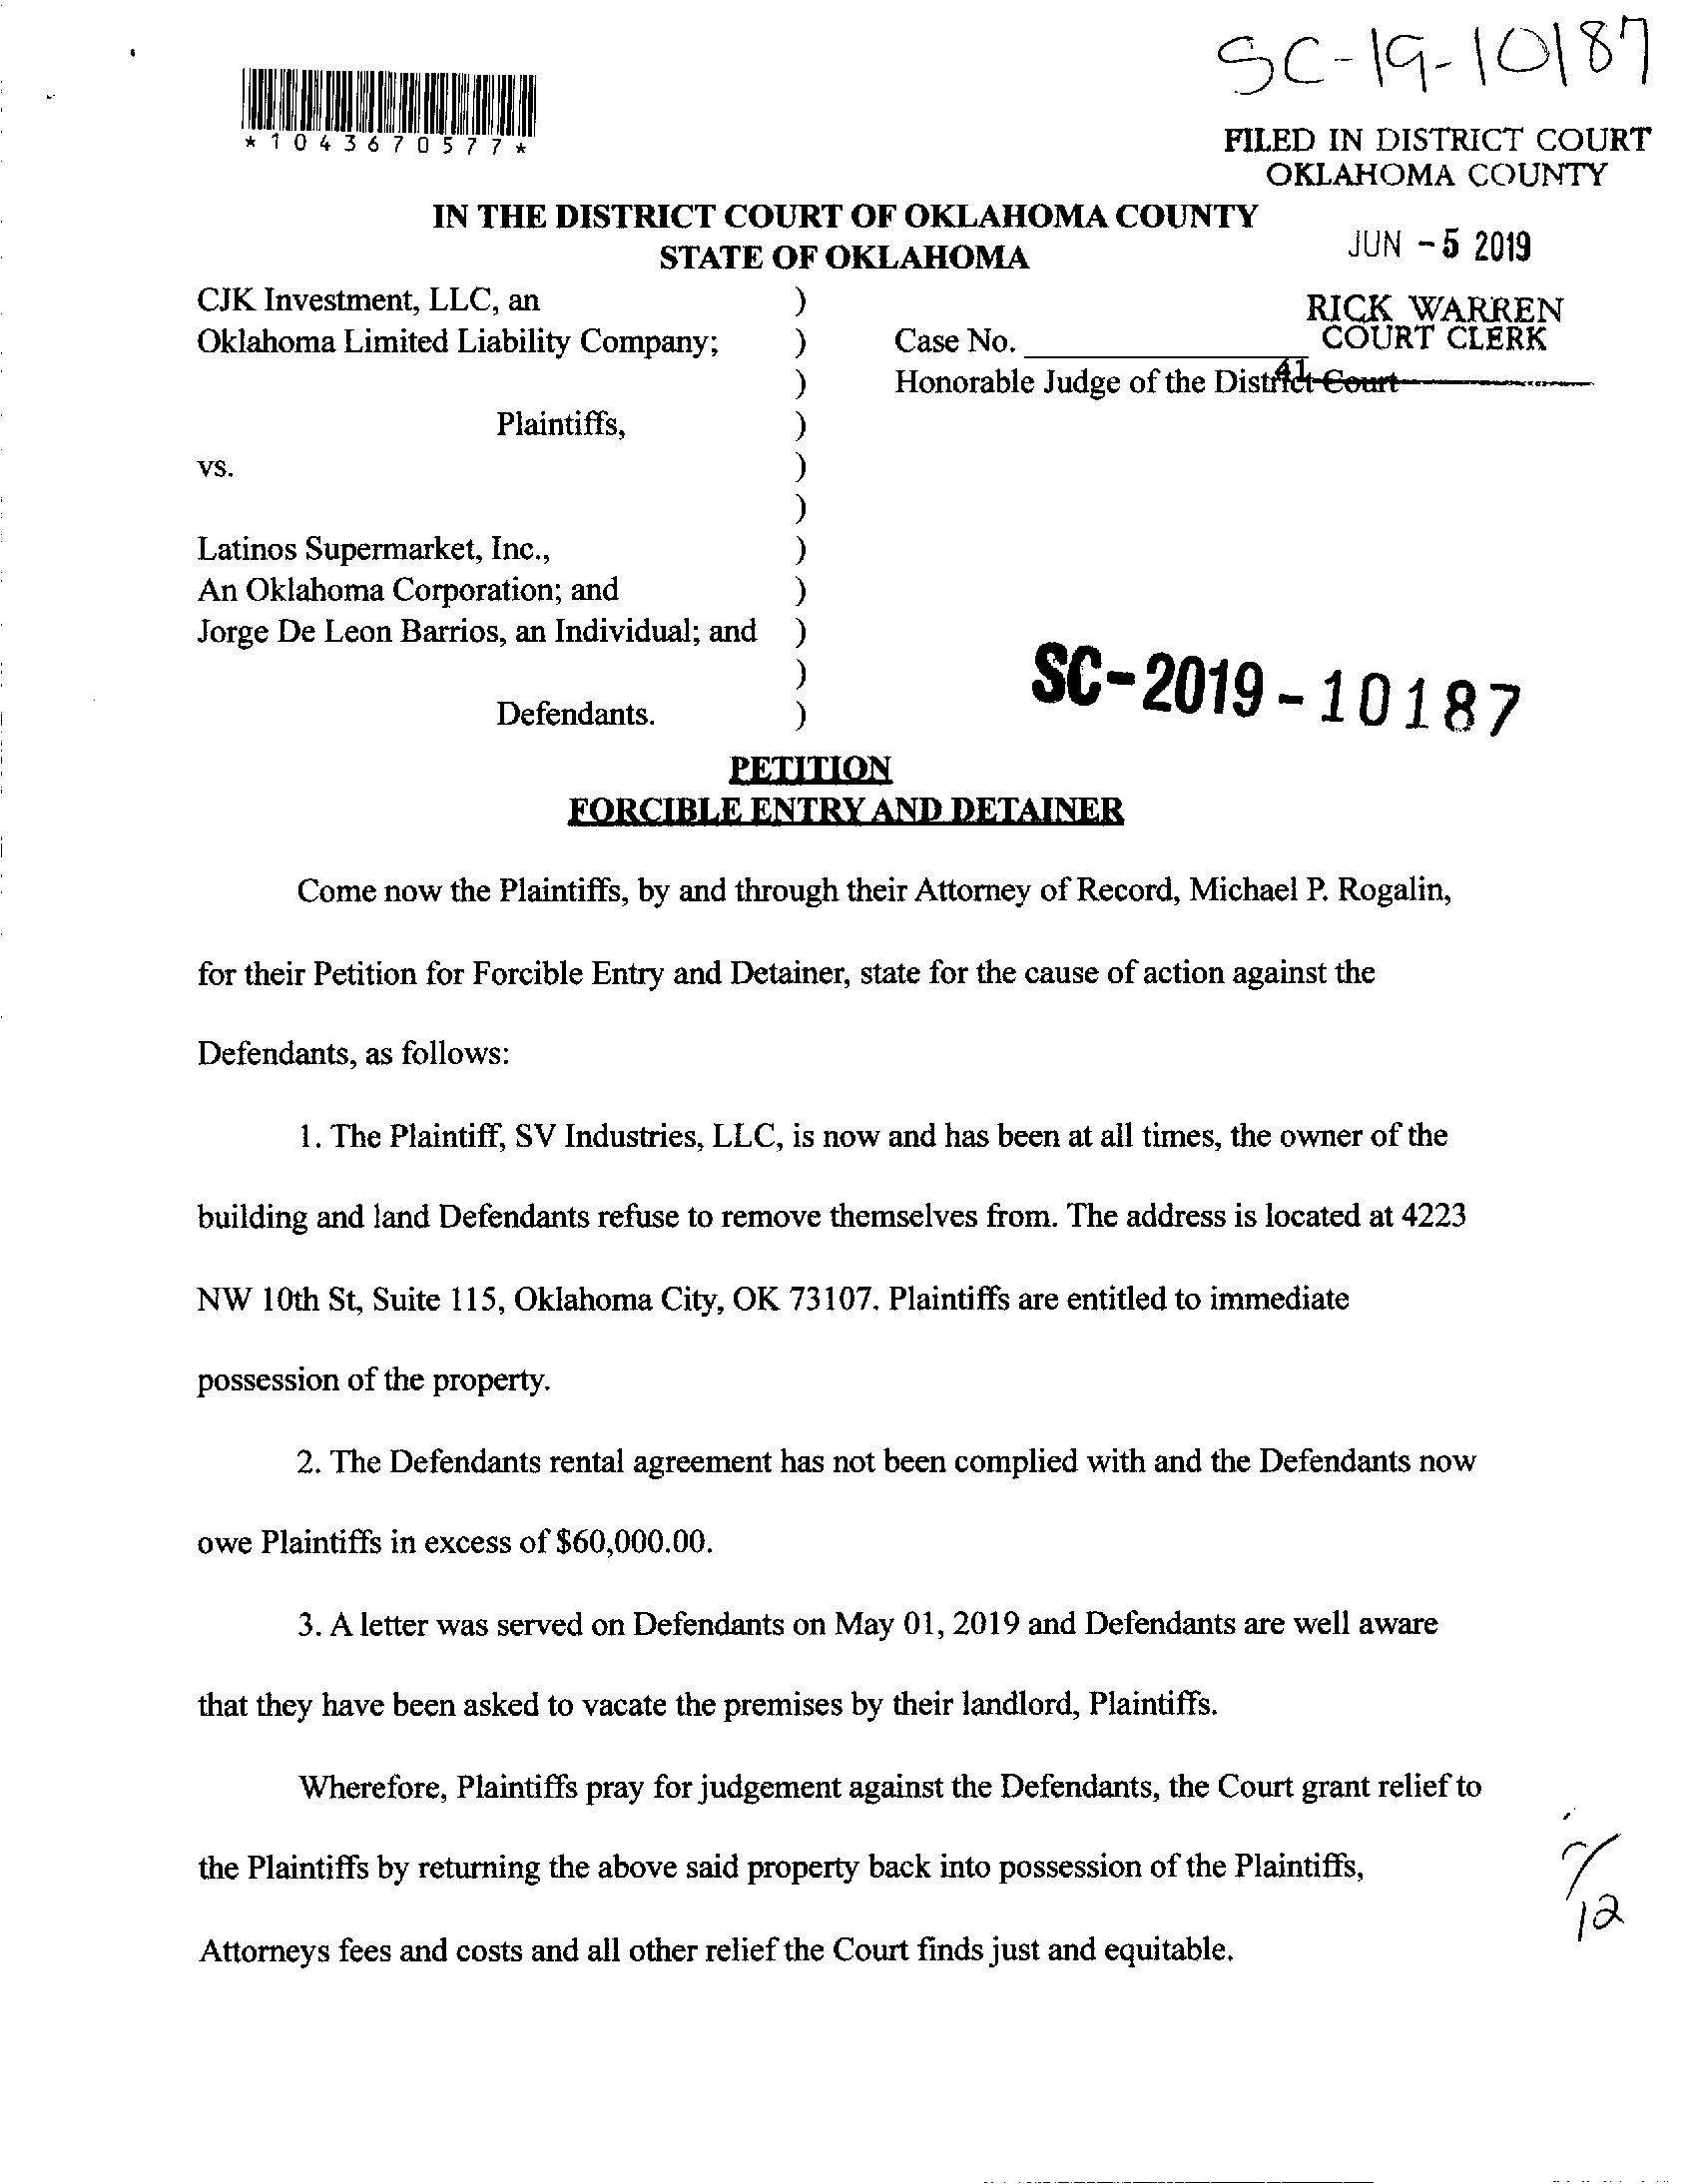 SC-19-10187
*1043670577*
FILED IN DISTRICT COURT
OKLAHOMA COUNTY
IN THE DISTRICT COURT OF OKLAHOMA COUNTY
STATE OF OKLAHOMA
JUN -5 2019
CJK Investment, LLC, an )
RICK WARREN
Oklahoma Limited Liability Company; ) Case No. ____________
COURT CLERK
) Honorable Judge of the District Court
41
Plaintiffs, )
vs. )
)
Latinos Supermarket, Inc., )
An Oklahoma Corporation; and )
Jorge De Leon Barrios, an Individual; and )
)
SC-2019-10187
Defendants. )
PETITION
FORCIBLE ENTRY AND DETAINER
Come now the Plaintiffs, by and through their Attorney of Record, Michael P. Rogalin,
for their Petition for Forcible Entry and Detainer, state for the cause of action against the
Defendants, as follows:
1. The Plaintiff, SV Industries, LLC, is now and has been at all times, the owner of the
building and land Defendants refuse to remove themselves from. The address is located at 4223
NW 10th St, Suite 115, Oklahoma City, OK 73107. Plaintiffs are entitled to immediate
possession of the property.
2. The Defendants rental agreement has not been complied with and the Defendants now
owe Plaintiffs in excess of $60,000.00.
3. A letter was served on Defendants on May 01, 2019 and Defendants are well aware
that they have been asked to vacate the premises by their landlord, Plaintiffs.
Wherefore, Plaintiffs pray for judgement against the Defendants, the Court grant relief to
the Plaintiffs by returning the above said property back into possession of the Plaintiffs,
Attorneys fees and costs and all other relief the Court finds just and equitable.
12